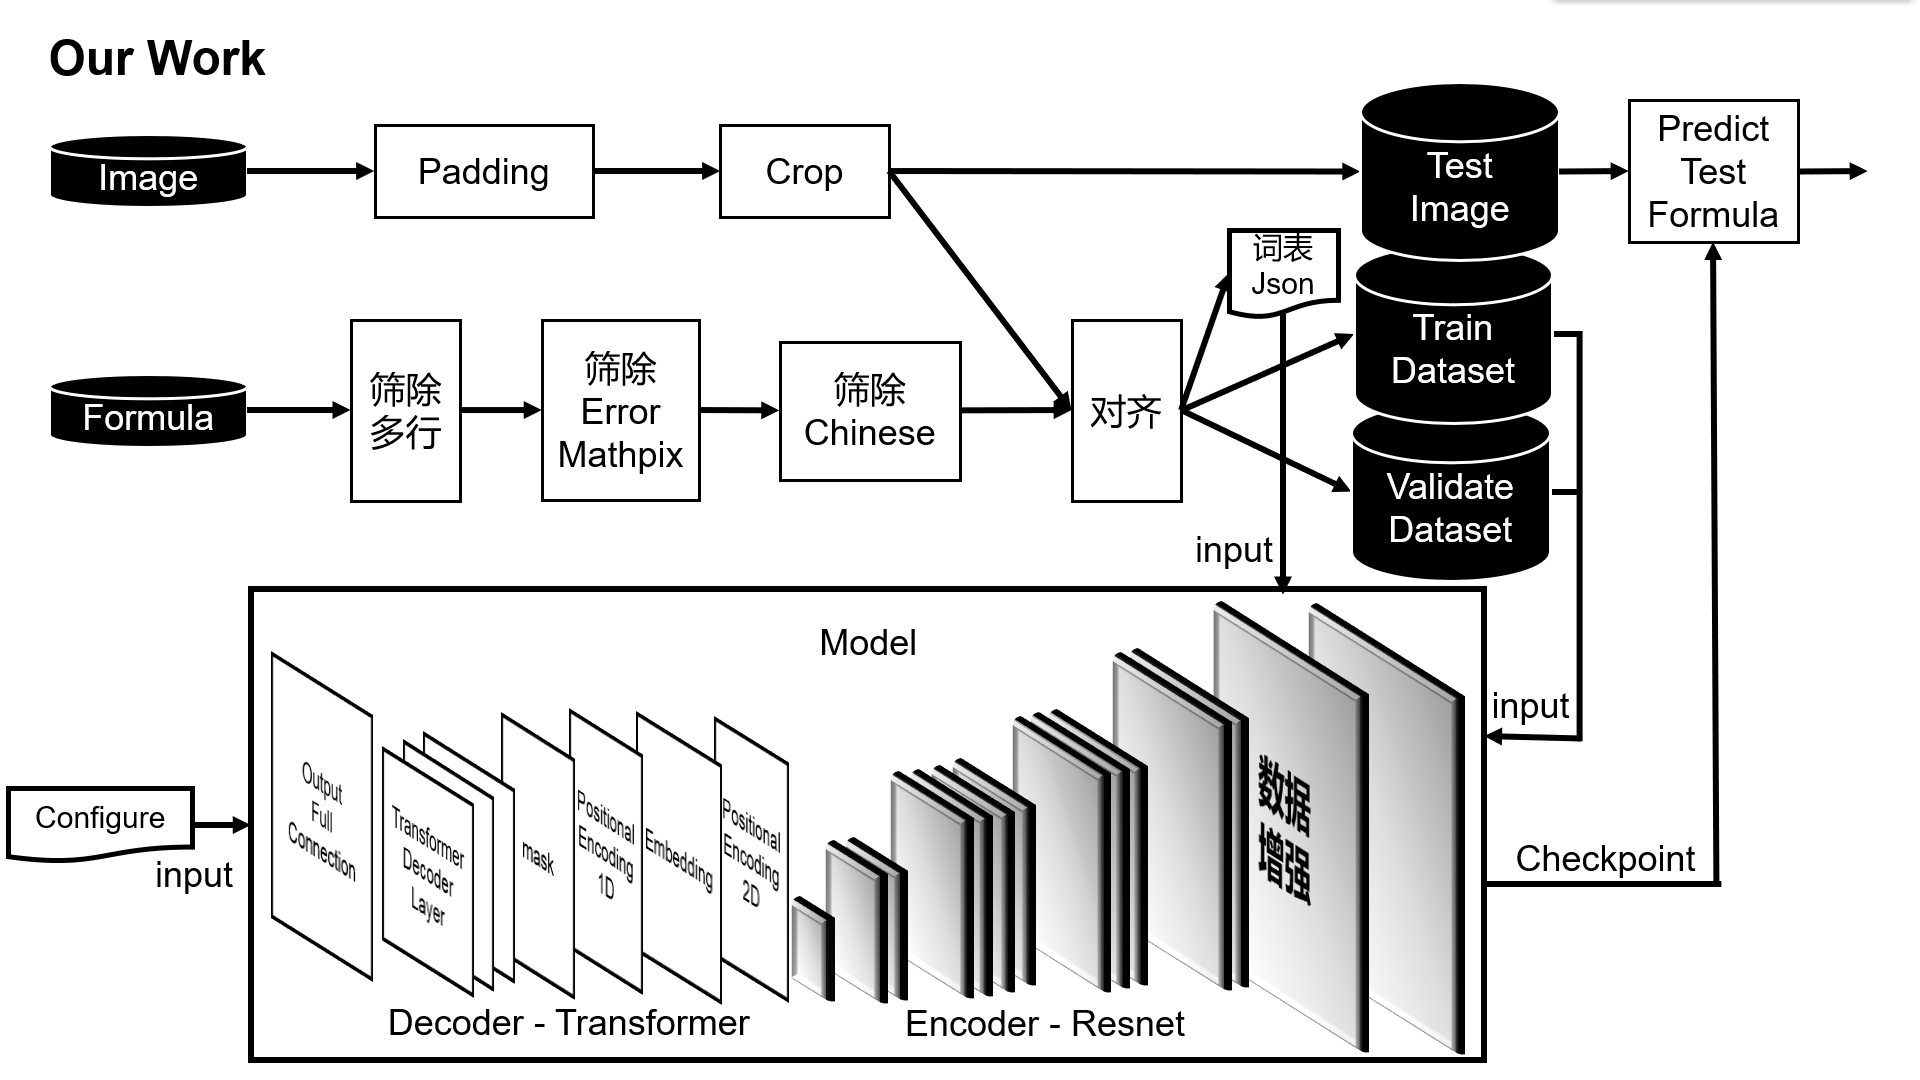 Our Work
Image
Padding
Crop
Test
Image
Predict
Test
Formula
词表
Json
Formula
筛除
多行
筛除
Error
Mathpix
筛除
Chinese
对齐
Train
Dataset
Validate
Dataset
input
Model
input
Configure
input
Output
Full
Connection
Transformer
Decoder
Layer
mask
Positional
Encoding
1D
Embedding
Positional
Encoding
2D
数据
增强
Checkpoint
Decoder - Transformer
Encoder - Resnet